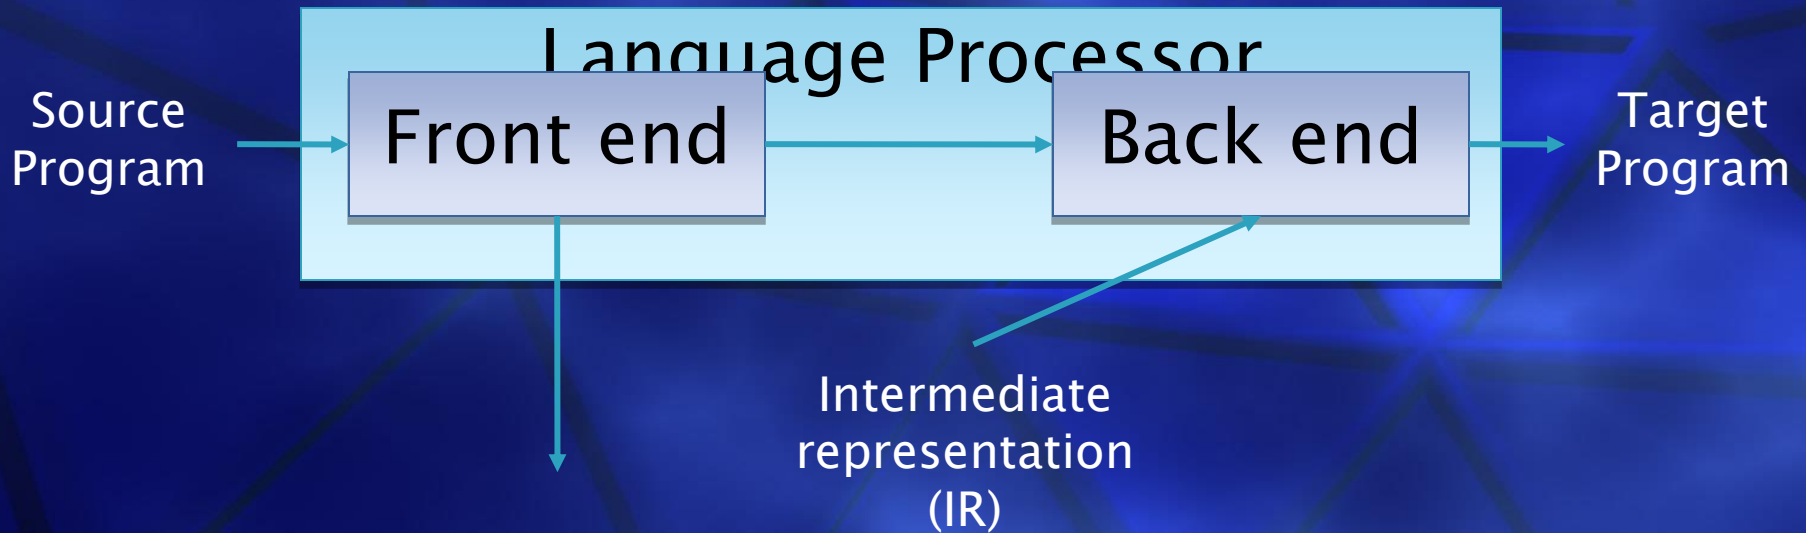 Language Processor
Source
Program
Front end
Back end
Target
Program
Intermediate
representation
(IR)